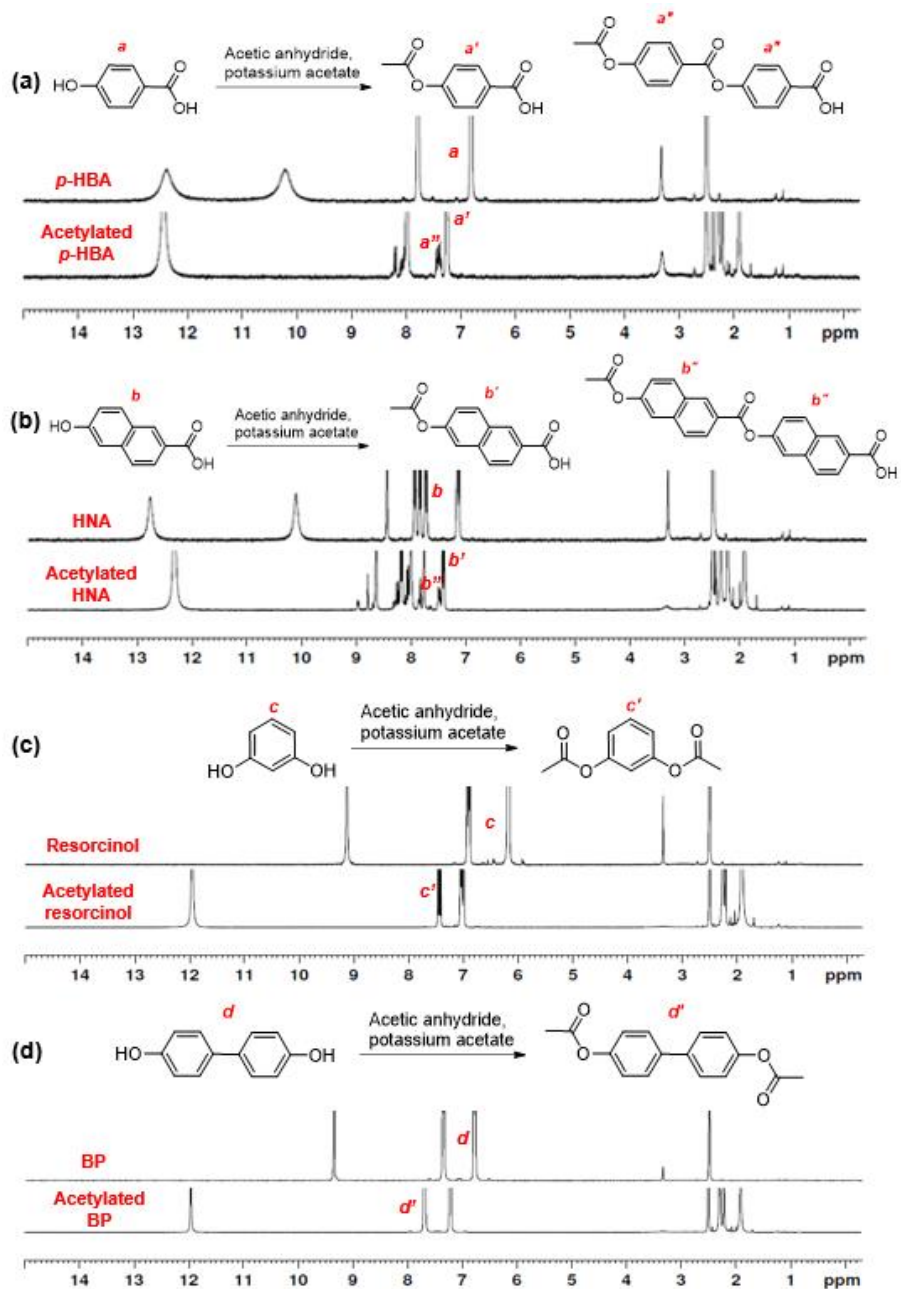 (a)
a
Acetic anhydride,
potassium acetate
a'
a"
a"
HO
O
OH
O
O
OH
O
O
O
O
O
OH
p-HBA
a
Acetylated
p-HBA
a"
a'
14 13 12 11 10 9 8 7 6 5 4 3 2 1 ppm
(b)
b
Acetic anhydride,
potassium acetate
b'
b"
b"
HO
O
OH
O
O
O
OH
O
O
O
O
O
OH
HNA
b
Acetylated
HNA
b"
b'
14 13 12 11 10 9 8 7 6 5 4 3 2 1 ppm
(c)
c
Acetic anhydride,
potassium acetate
c'
HO
OH
O
O
O
O
Resorcinol
c
Acetylated
resorcinol
c'
14 13 12 11 10 9 8 7 6 5 4 3 2 1 ppm
(d)
d
Acetic anhydride,
potassium acetate
d"
HO
OH
O
O
O
O
BP
d
Acetylated
BP
d"
14 13 12 11 10 9 8 7 6 5 4 3 2 1 ppm